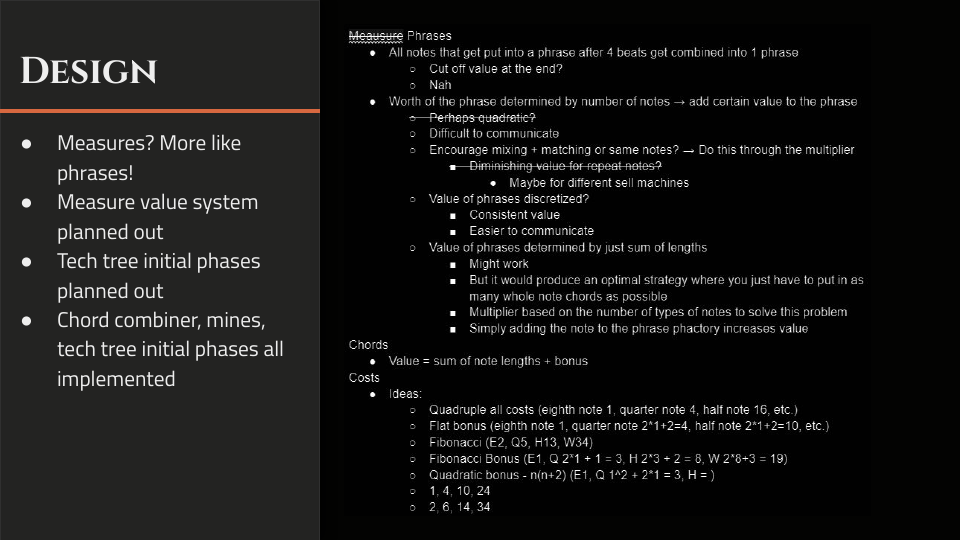 DESIGN
● Measures? More like
phrases!
● Measure value system
planned out
● Tech tree initial phases
planned out
● Chord combiner, mines,
tech tree initial phases all
implemented
Meausure Phrases
● All notes that get put into a phrase after 4 beats get combined into 1 phrase
○ Cut off value at the end?
○ Nah
● Worth of the phrase determined by number of notes → add certain value to the phrase
○ Perhaps quadratic?
○ Difficult to communicate
○ Encourage mixing + matching or same notes? → Do this through the multiplier
■ Diminishing value for repeat notes?
● Maybe for different sell machines
○ Value of phrases discretized?
■ Consistent value
■ Easier to communicate
○ Value of phrases determined by just sum of lengths
■ Might work
■ But it would produce an optimal strategy where you just have to put in as
many whole note chords as possible
■ Multiplier based on the number of types of notes to solve this problem
■ Simply adding the note to the phrase phactory increases value
Chords
● Value = sum of note lengths + bonus
Costs
● Ideas:
○ Quadruple all costs (eighth note 1, quarter note 4, half note 16, etc.)
○ Flat bonus (eighth note 1, quarter note 2*1+2=4, half note 2*1+2=10, etc.)
○ Fibonacci (E2, Q5, H13, W34)
○ Fibonacci Bonus (E1, Q 2*1 + 1 = 3, H 2*3 + 2 = 8, W 2*8+3 = 19)
○ Quadratic bonus - n(n+2) (E1, Q 1^2 + 2*1 = 3, H = )
○ 1, 4, 10, 24
○ 2, 6, 14, 34